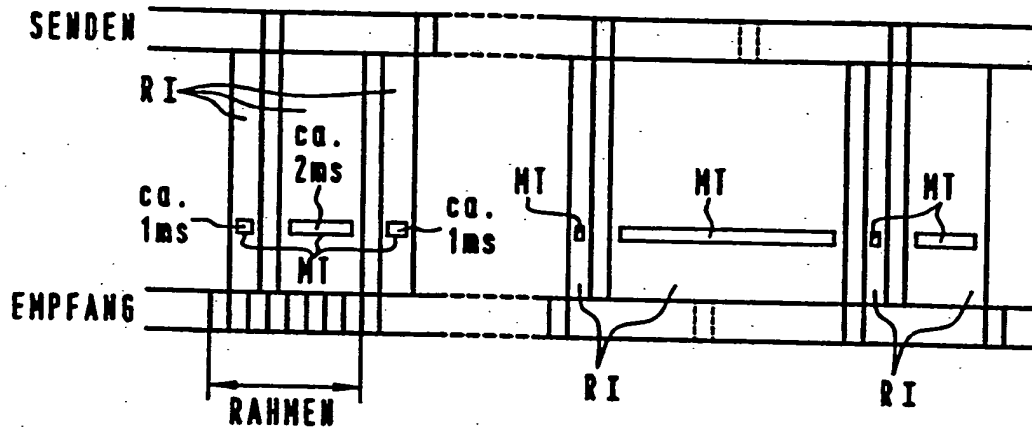 SENDEN
RI
ca.
2ms
ca.
1ms
ca.
1ms
MT
MT
MT
MT
EMPFANG
RI
RI
RAHMEN